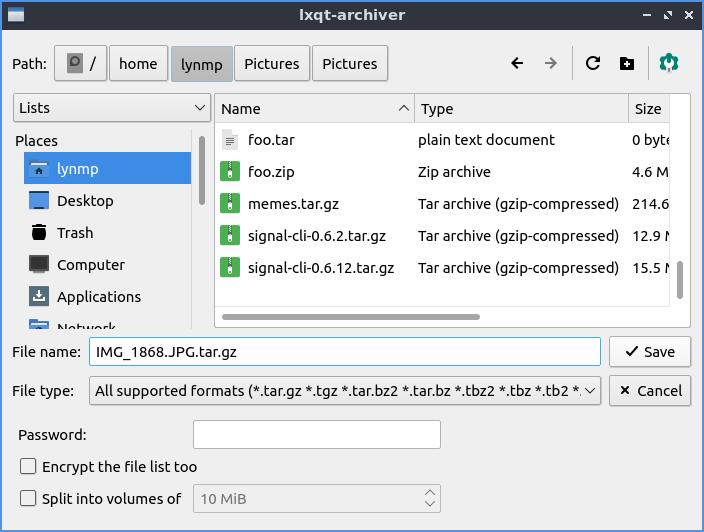 lxqt-archiver
Path: / home lynmp Pictures Pictures
Lists
Name Type Size
Places
lynmp
Desktop
Trash
Computer
Applications
Network
foo.tar plain text document 0 byte
foo.zip Zip archive 4.6 M
memes.tar.gz Tar archive (gzip-compressed) 214.6
signal-cli-0.6.2.tar.gz Tar archive (gzip-compressed) 12.9 M
signal-cli-0.6.12.tar.gz Tar archive (gzip-compressed) 15.5 M
File name: IMG_1868.JPG.tar.gz Save
File type: All supported formats (*.tar.gz *.tgz *.tar.bz2 *.tar.bz *.tbz2 *.tbz *.tb2 *. Cancel
Password:
Encrypt the file list too
Split into volumes of 10 MiB